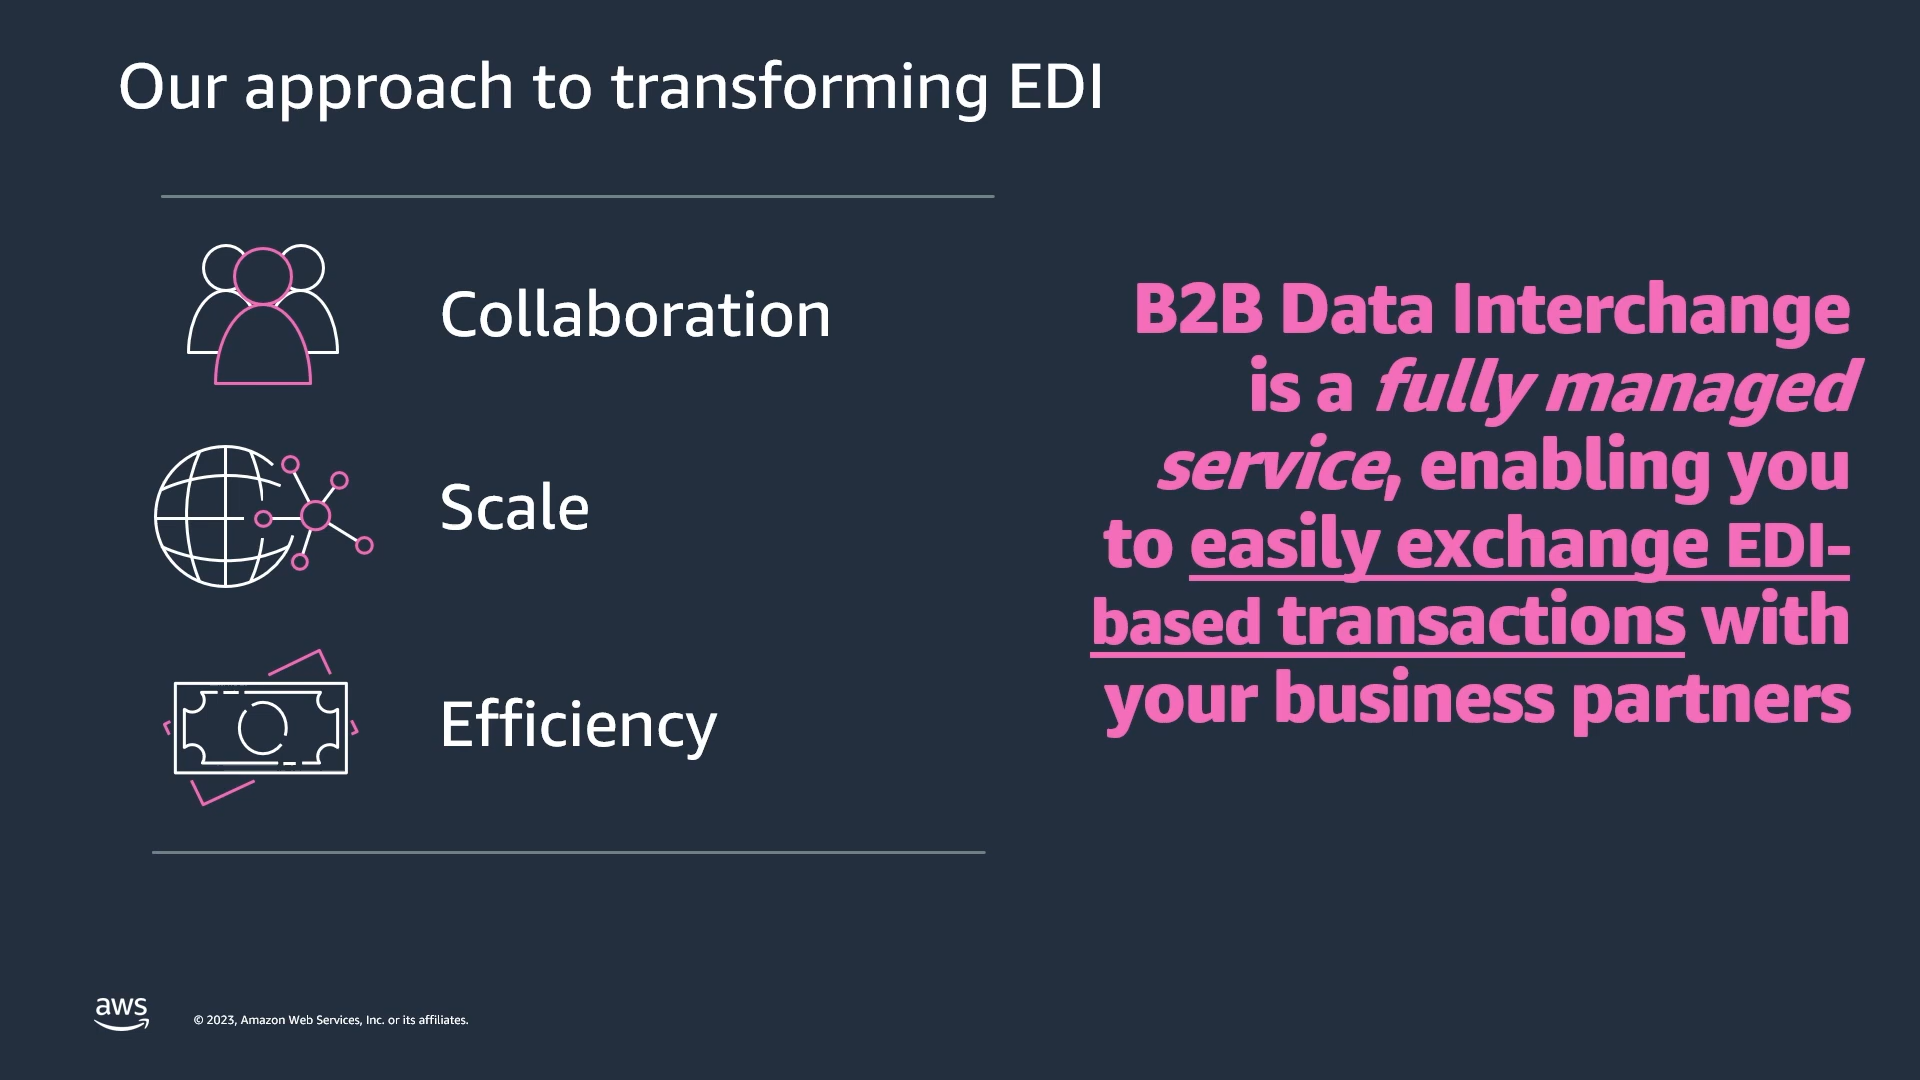 Our approach to transforming EDI
Collaboration
Scale
Efficiency
B2B Data Interchange
is a fully managed
service, enabling you
to easily exchange EDI-
based transactions with
your business partners
aws
© 2023, Amazon Web Services, Inc. or its affiliates.